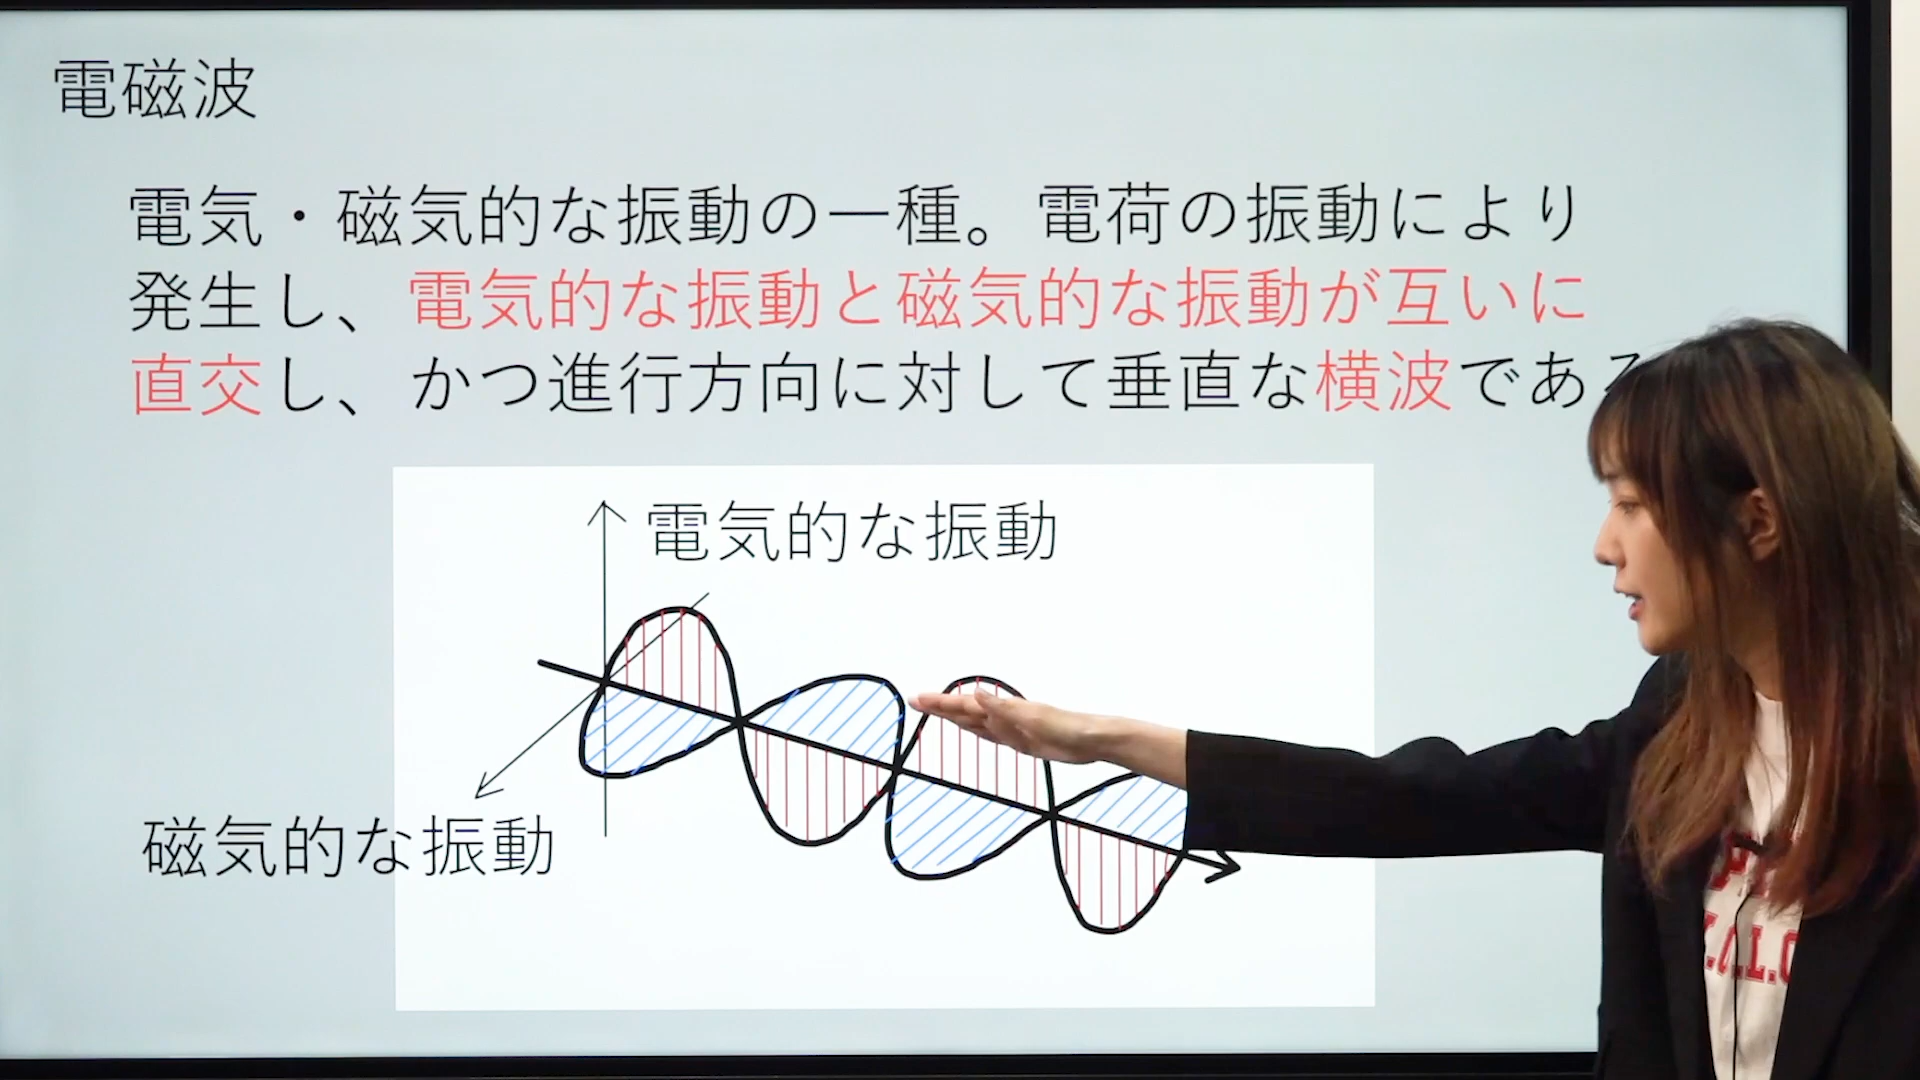 電磁波
電気・磁気的な振動の一種。電荷の振動により
発生し、電気的な振動と磁気的な振動が互いに
直交し、かつ進行方向に対して垂直な横波である
電気的な振動
磁気的な振動